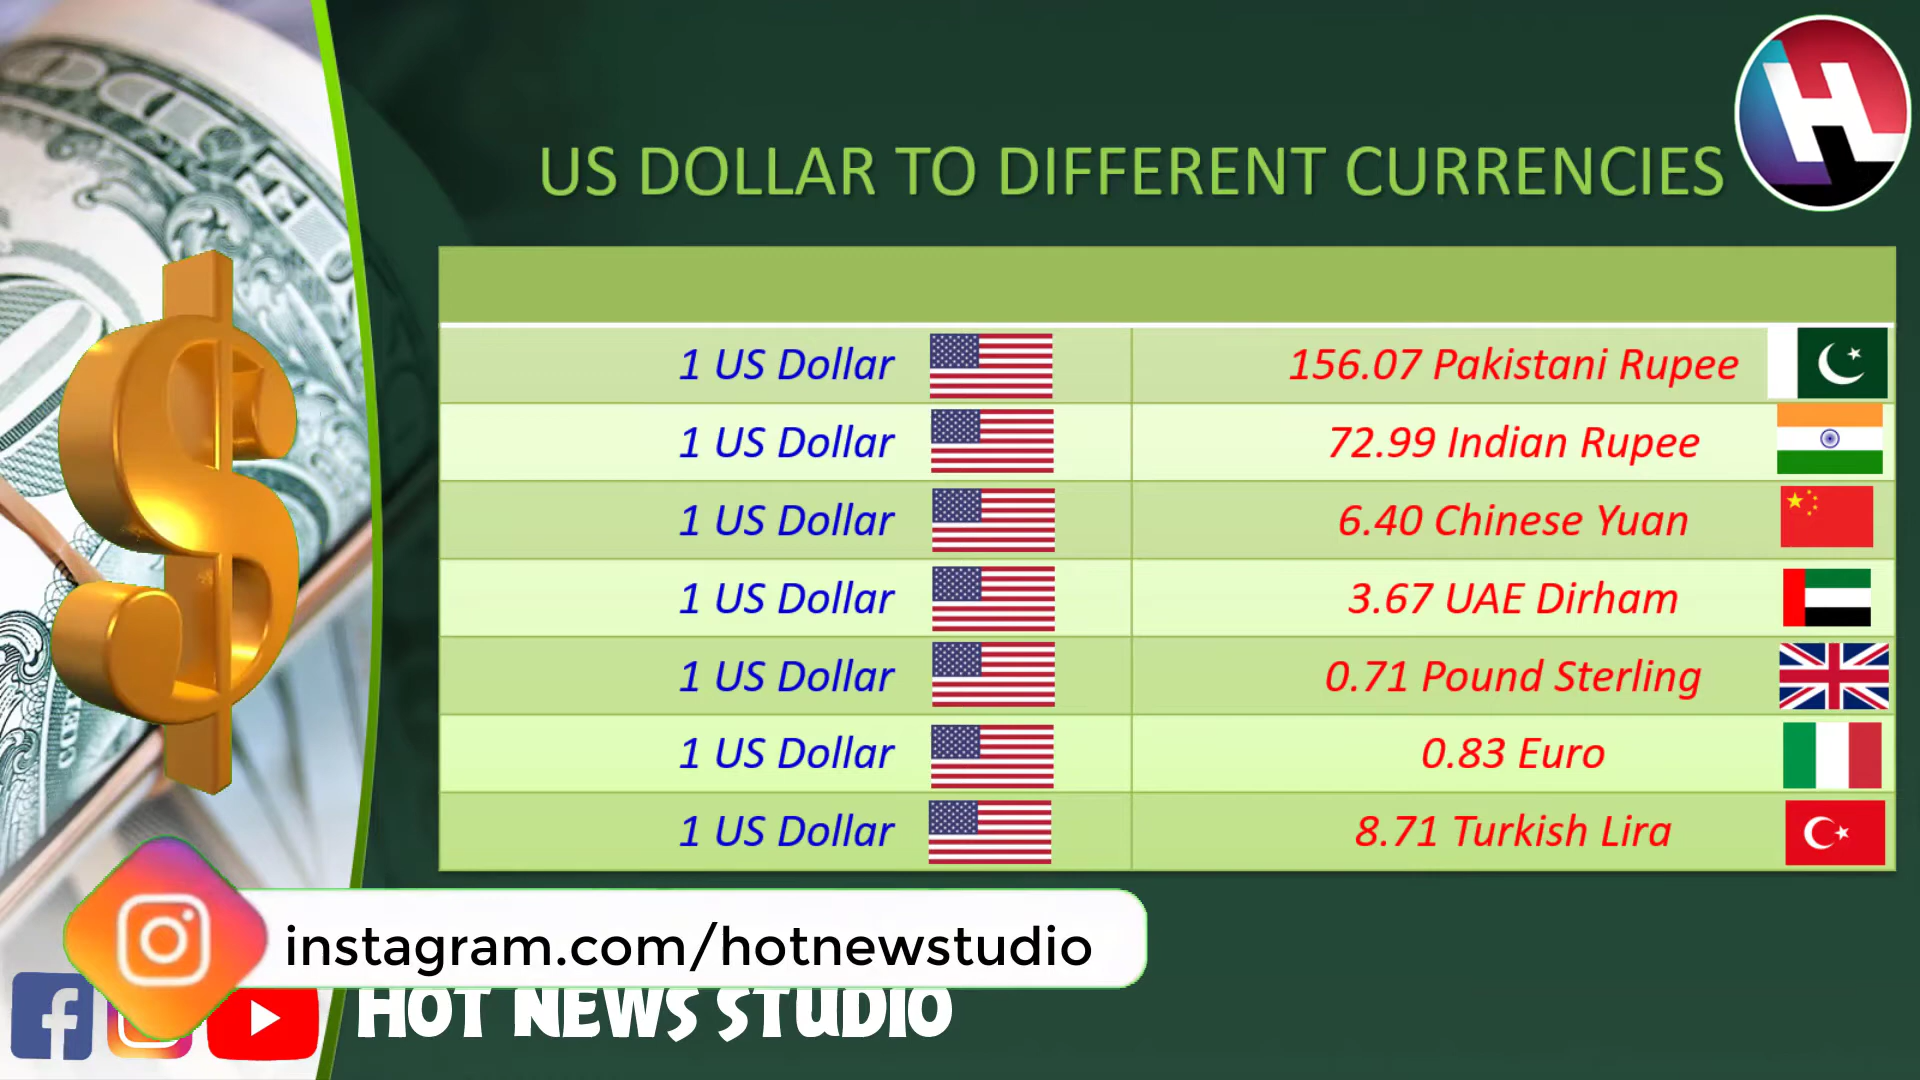 US DOLLAR TO DIFFERENT CURRENCIES
1 US Dollar 156.07 Pakistani Rupee
1 US Dollar 72.99 Indian Rupee
1 US Dollar 6.40 Chinese Yuan
1 US Dollar 3.67 UAE Dirham
1 US Dollar 0.71 Pound Sterling
1 US Dollar 0.83 Euro
1 US Dollar 8.71 Turkish Lira
instagram.com/hotnewstudio
HOT NEWS STUDIO